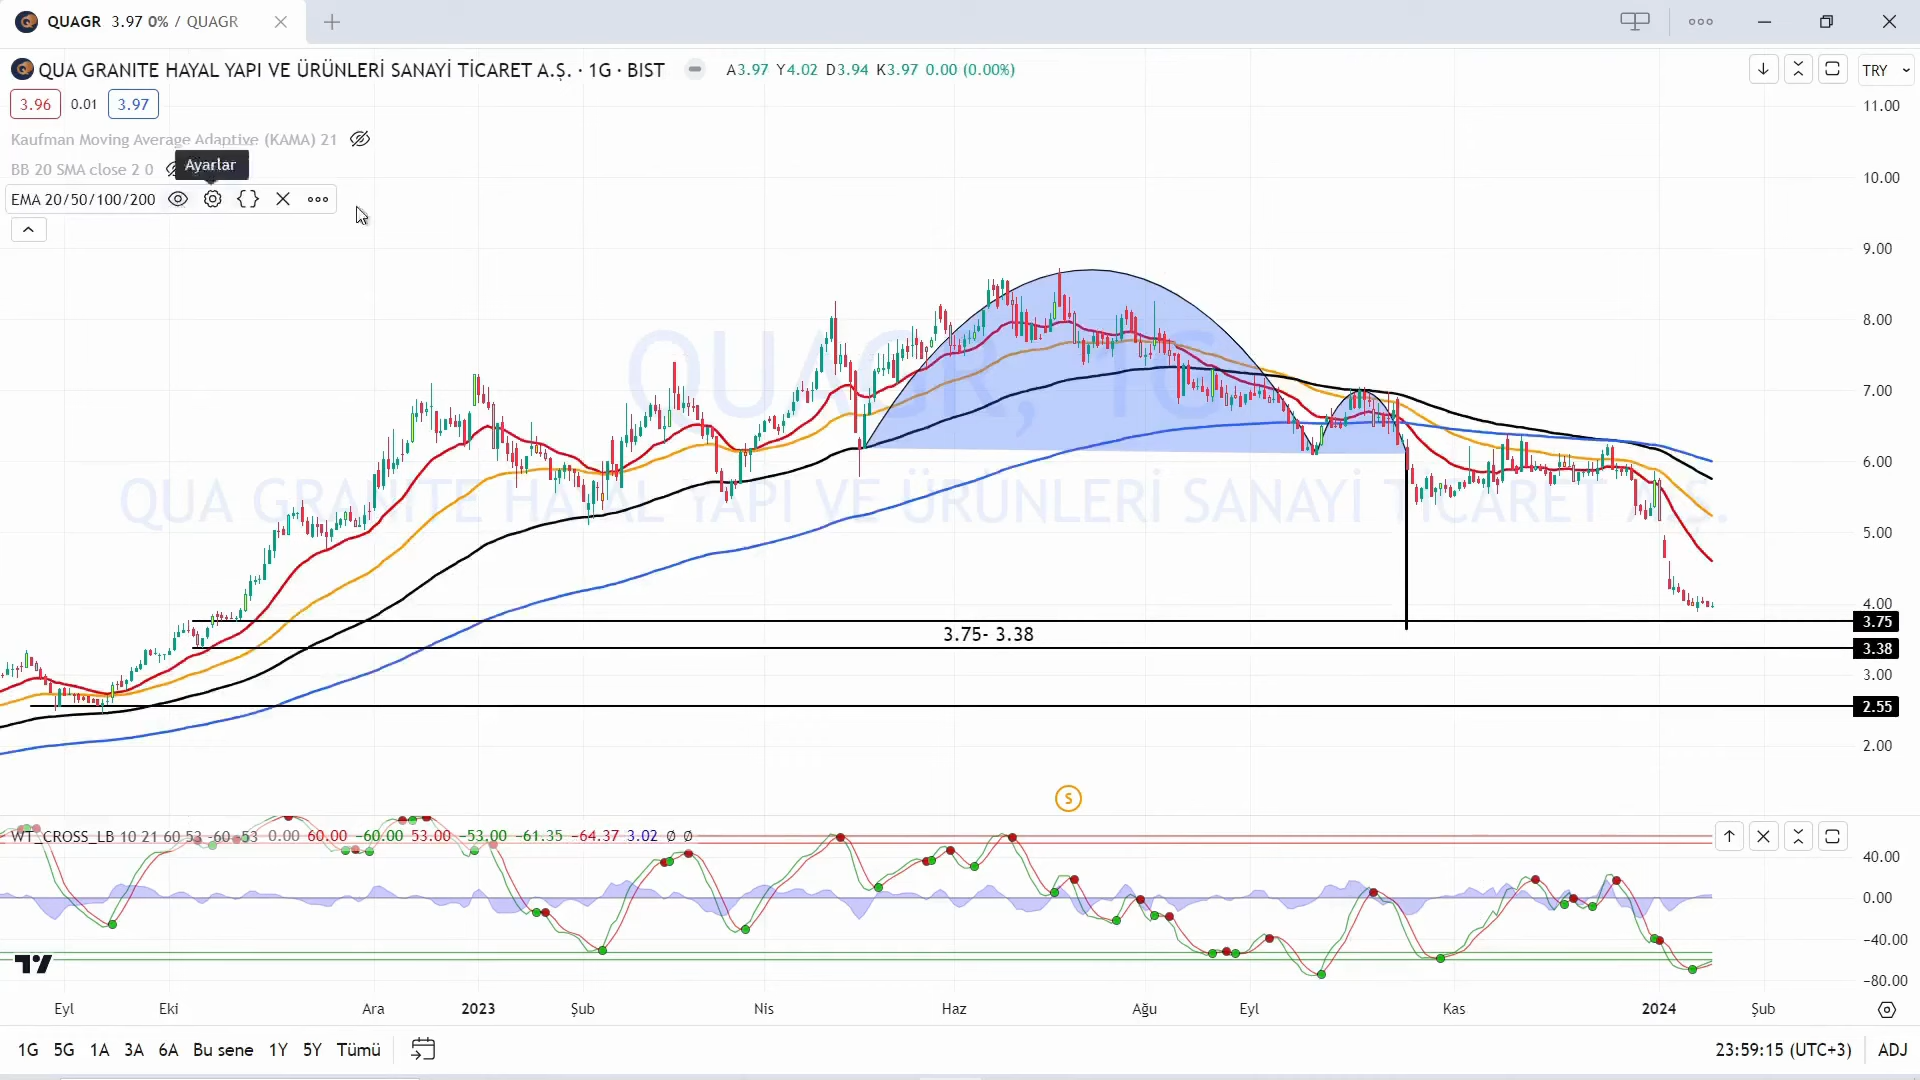 QUAGR 3.97 0% / QUAGR
QUA GRANITE HAYAL YAPI VE ÜRÜNLERİ SANAYİ TİCARET A.Ş. · 1G · BIST A3.97 Y4.02 D3.94 K3.97 0.00 (0.00%)
TRY
3.96 0.01 3.97
Kaufman Moving Average Adaptive (KAMA) 21
BB 20 SMA close 2 0
Ayarlar
EMA 20/50/100/200
QUAGR, 1G
QUA GRANITE HAYAL YAPI VE ÜRÜNLERİ SANAYİ TİCARET A.Ş.
11.00
10.00
9.00
8.00
7.00
6.00
5.00
4.00
3.75
3.75- 3.38
3.38
3.00
2.55
2.00
S
WT_CROSS_LB 10 21 60 53 -60 -53 0.00 60.00 −60.00 53.00 −53.00 −61.35 −64.37 3.02 ∅ ∅
40.00
0.00
−40.00
−80.00
Eyl Eki Ara 2023 Şub Nis Haz Ağu Eyl Kas 2024 Şub
1G 5G 1A 3A 6A Bu sene 1Y 5Y Tümü 23:59:15 (UTC+3) ADJ